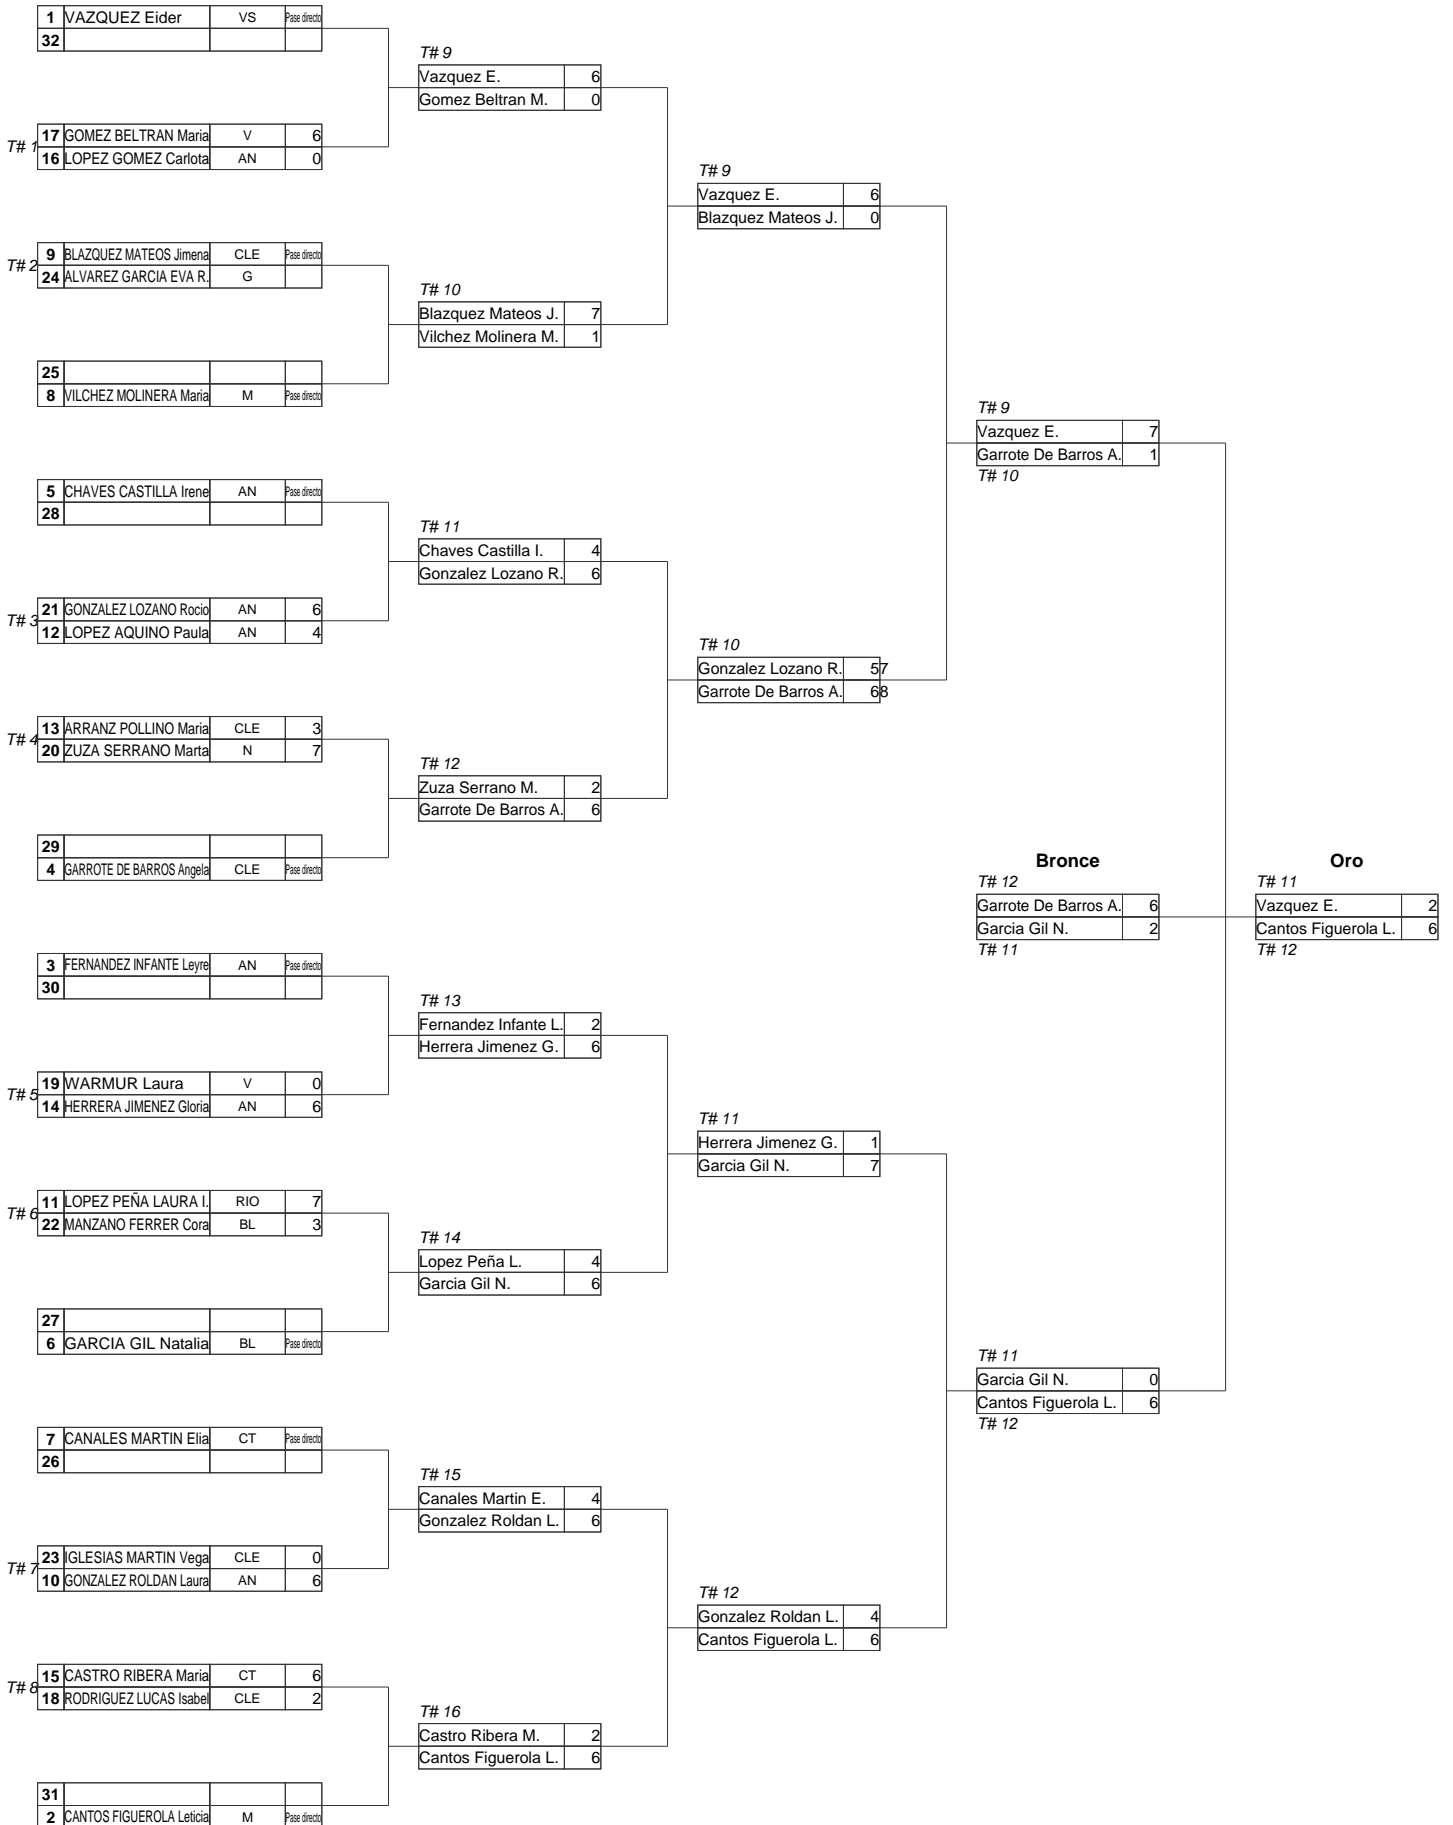 1 VAZQUEZ Eider VS Pase directo
32
T# 9
Vazquez E. 6
Gomez Beltran M. 0
T# 1
17 GOMEZ BELTRAN Maria V 6
16 LOPEZ GOMEZ Carlota AN 0
T# 9
Vazquez E. 6
Blazquez Mateos J. 0
T# 2
9 BLAZQUEZ MATEOS Jimena CLE Pase directo
24 ALVAREZ GARCIA EVA R. G
T# 10
Blazquez Mateos J. 7
Vilchez Molinera M. 1
25
8 VILCHEZ MOLINERA Maria M Pase directo
T# 9
Vazquez E. 7
Garrote De Barros A. 1
T# 10
5 CHAVES CASTILLA Irene AN Pase directo
28
T# 11
Chaves Castilla I. 4
Gonzalez Lozano R. 6
T# 3
21 GONZALEZ LOZANO Rocio AN 6
12 LOPEZ AQUINO Paula AN 4
T# 10
Gonzalez Lozano R. 57
Garrote De Barros A. 68
T# 4
13 ARRANZ POLLINO Maria CLE 3
20 ZUZA SERRANO Marta N 7
T# 12
Zuza Serrano M. 2
Garrote De Barros A. 6
29
4 GARROTE DE BARROS Angela CLE Pase directo
Bronce
T# 12
Garrote De Barros A. 6
Garcia Gil N. 2
T# 11
Oro
T# 11
Vazquez E. 2
Cantos Figuerola L. 6
T# 12
3 FERNANDEZ INFANTE Leyre AN Pase directo
30
T# 13
Fernandez Infante L. 2
Herrera Jimenez G. 6
T# 5
19 WARMUR Laura V 0
14 HERRERA JIMENEZ Gloria AN 6
T# 11
Herrera Jimenez G. 1
Garcia Gil N. 7
T# 6
11 LOPEZ PEÑA LAURA I. RIO 7
22 MANZANO FERRER Cora BL 3
T# 14
Lopez Peña L. 4
Garcia Gil N. 6
27
6 GARCIA GIL Natalia BL Pase directo
T# 11
Garcia Gil N. 0
Cantos Figuerola L. 6
T# 12
7 CANALES MARTIN Elia CT Pase directo
26
T# 15
Canales Martin E. 4
Gonzalez Roldan L. 6
T# 7
23 IGLESIAS MARTIN Vega CLE 0
10 GONZALEZ ROLDAN Laura AN 6
T# 12
Gonzalez Roldan L. 4
Cantos Figuerola L. 6
T# 8
15 CASTRO RIBERA Maria CT 6
18 RODRIGUEZ LUCAS Isabel CLE 2
T# 16
Castro Ribera M. 2
Cantos Figuerola L. 6
31
2 CANTOS FIGUEROLA Leticia M Pase directo